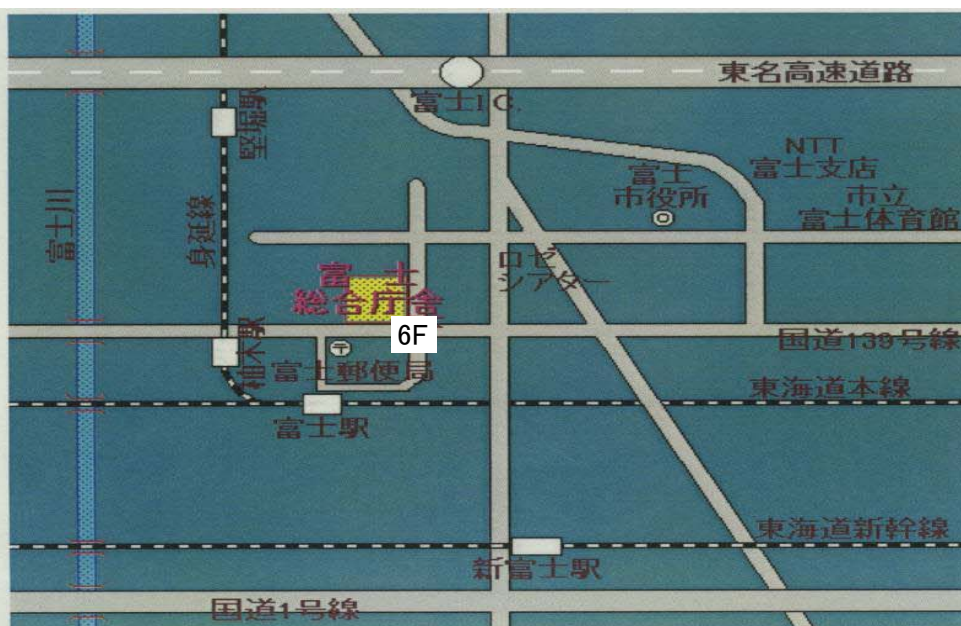 東名高速道路
富士I.C.
竪堀駅
NTT
富士支店
富士
市役所
市立
富士体育館
富士川
身延線
ロゼ
シアター
富士
総合庁舎
6F
国道139号線
柚木駅
〒
富士郵便局
東海道本線
富士駅
東海道新幹線
新富士駅
国道1号線